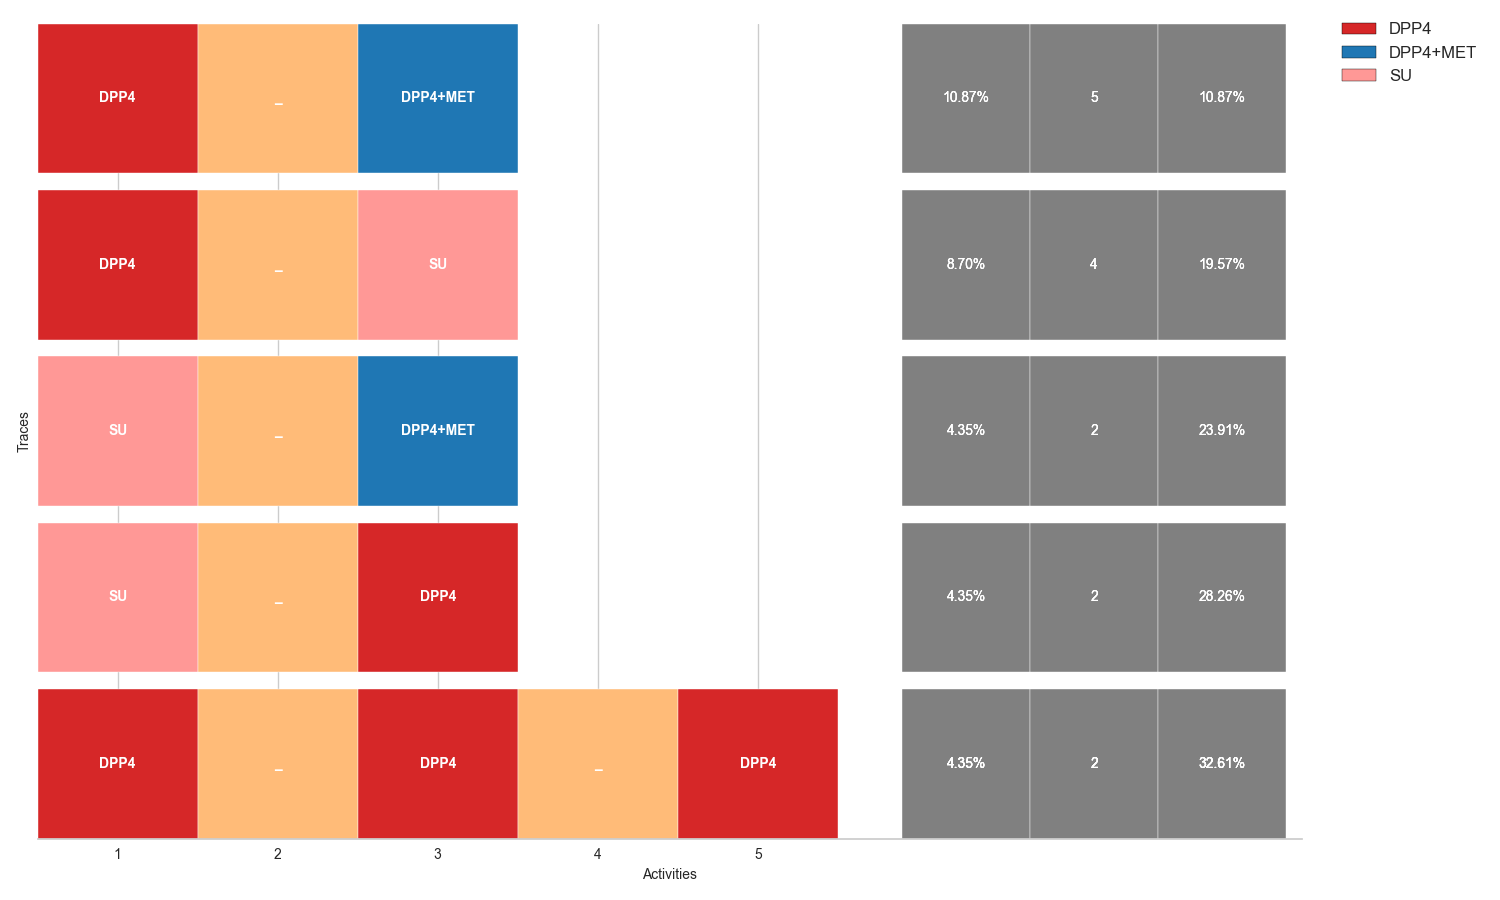 DPP4
DPP4+MET
SU
DPP4 _ DPP4+MET 10.87% 5 10.87%
DPP4 _ SU 8.70% 4 19.57%
SU _ DPP4+MET 4.35% 2 23.91%
SU _ DPP4 4.35% 2 28.26%
DPP4 _ DPP4 _ DPP4 4.35% 2 32.61%
Traces
1 2 3 4 5
Activities